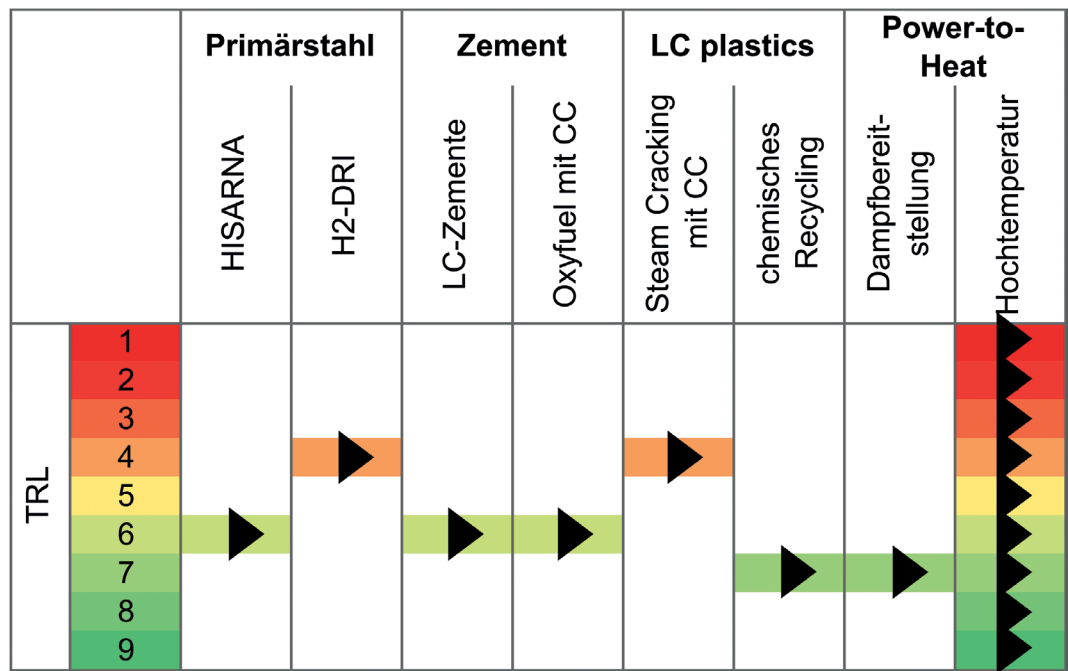 Primärstahl
Zement
LC plastics
Power-to-
Heat
HISARNA
H2-DRI
LC-Zemente
Oxyfuel mit CC
Steam Cracking
mit CC
chemisches
Recycling
Dampfbereit-
stellung
Hochtemperatur
TRL
1
2
3
4
5
6
7
8
9